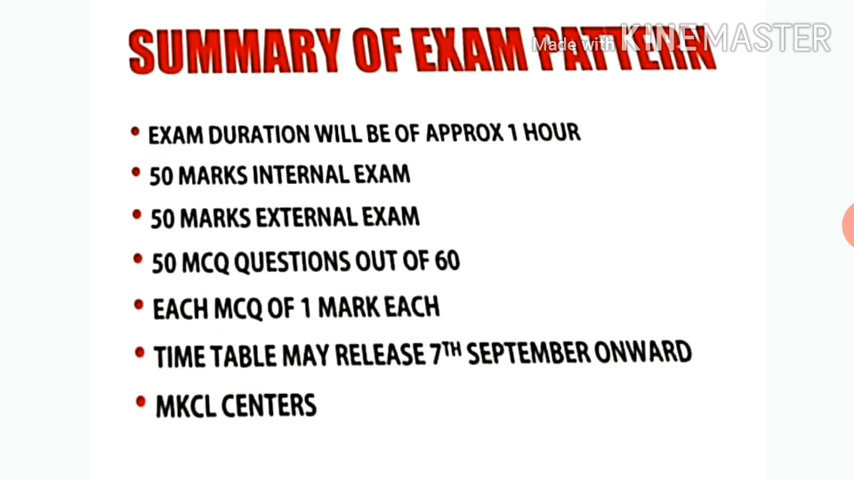 SUMMARY OF EXAM PATTERN
Made with KINEMASTER
• EXAM DURATION WILL BE OF APPROX 1 HOUR
• 50 MARKS INTERNAL EXAM
• 50 MARKS EXTERNAL EXAM
• 50 MCQ QUESTIONS OUT OF 60
• EACH MCQ OF 1 MARK EACH
• TIME TABLE MAY RELEASE 7TH SEPTEMBER ONWARD
• MKCL CENTERS